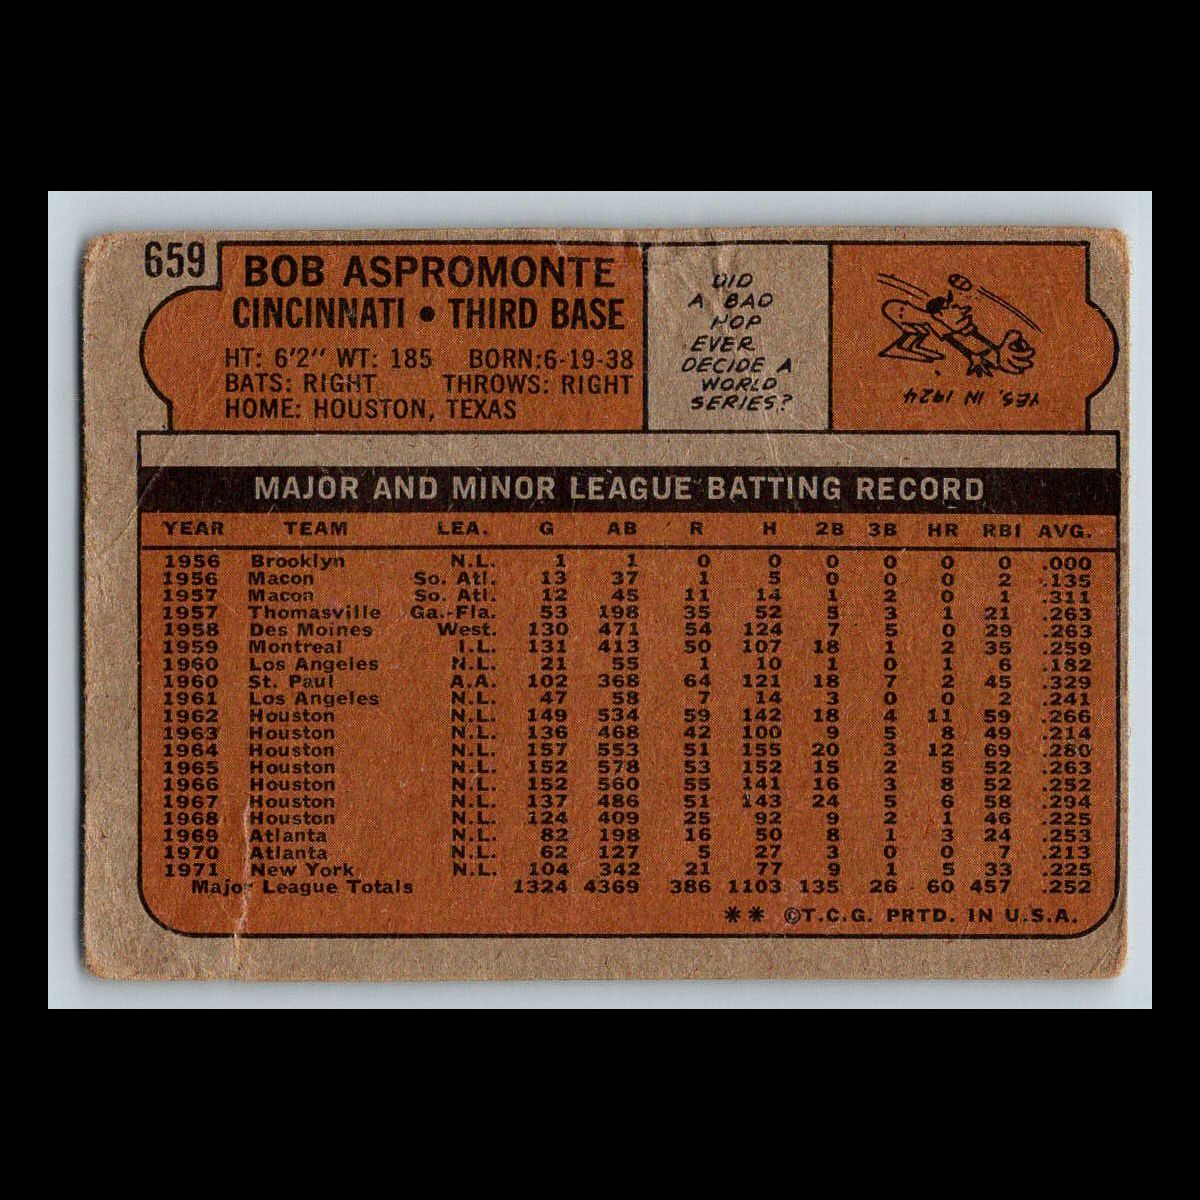 659
BOB ASPROMONTE
CINCINNATI • THIRD BASE
HT: 6'2" WT: 185 BORN:6-19-38
BATS: RIGHT THROWS: RIGHT
HOME: HOUSTON, TEXAS
DID
A BAD
HOP
EVER
DECIDE A
WORLD
SERIES?
YES, IN 1924
MAJOR AND MINOR LEAGUE BATTING RECORD
YEAR TEAM LEA. G AB R H 2B 3B HR RBI AVG.
1956 Brooklyn N.L. 1 1 0 0 0 0 0 0 .000
1956 Macon So. Atl. 13 37 1 5 0 0 0 2 .135
1957 Macon So. Atl. 12 45 11 14 1 2 0 1 .311
1957 Thomasville Ga.-Fla. 53 198 35 52 5 3 1 21 .263
1958 Des Moines West. 130 471 54 124 7 5 0 29 .263
1959 Montreal I.L. 131 413 50 107 18 1 2 35 .259
1960 Los Angeles N.L. 21 55 1 10 1 0 1 6 .182
1960 St. Paul A.A. 102 368 64 121 18 7 2 45 .329
1961 Los Angeles N.L. 47 58 7 14 3 0 0 2 .241
1962 Houston N.L. 149 534 59 142 18 4 11 59 .266
1963 Houston N.L. 136 468 42 100 9 5 8 49 .214
1964 Houston N.L. 157 553 51 155 20 3 12 69 .280
1965 Houston N.L. 152 578 53 152 15 2 5 52 .263
1966 Houston N.L. 152 560 55 141 16 3 8 52 .252
1967 Houston N.L. 137 486 51 143 24 5 6 58 .294
1968 Houston N.L. 124 409 25 92 9 2 1 46 .225
1969 Atlanta N.L. 82 198 16 50 8 1 3 24 .253
1970 Atlanta N.L. 62 127 5 27 3 0 0 7 .213
1971 New York N.L. 104 342 21 77 9 1 5 33 .225
Major League Totals 1324 4369 386 1103 135 26 60 457 .252
** ©T.C.G. PRTD. IN U.S.A.